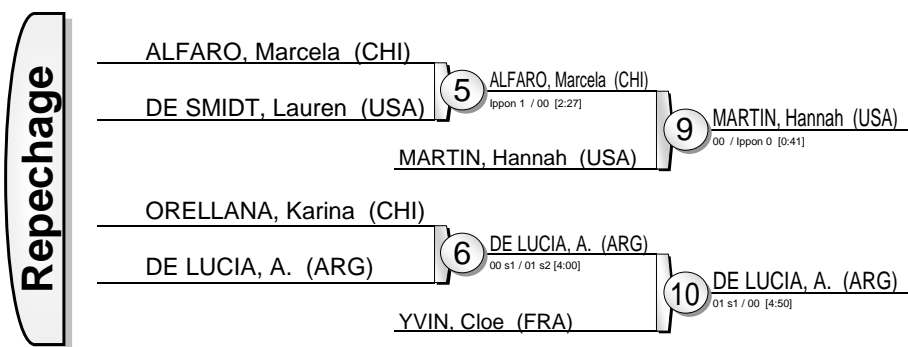 Repechage
ALFARO, Marcela (CHI)
DE SMIDT, Lauren (USA)
5
ALFARO, Marcela (CHI)
Ippon 1 / 00 [2:27]
MARTIN, Hannah (USA)
9
MARTIN, Hannah (USA)
00 / Ippon 0 [0:41]
ORELLANA, Karina (CHI)
DE LUCIA, A. (ARG)
6
DE LUCIA, A. (ARG)
00 s1 / 01 s2 [4:00]
YVIN, Cloe (FRA)
10
DE LUCIA, A. (ARG)
01 s1 / 00 [4:50]